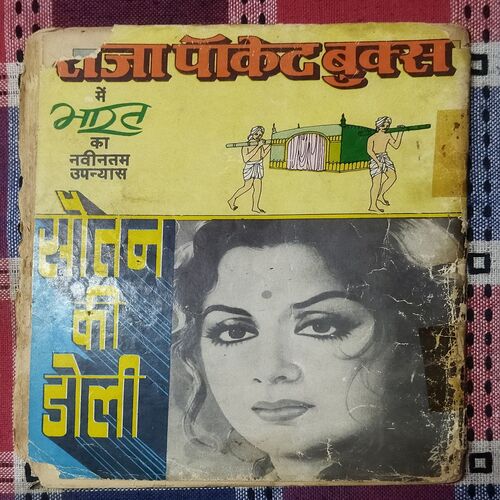 राजा पॉकेट बुक्स
में
भारत
का
नवीनतम
उपन्यास
सौतन
की
डोली